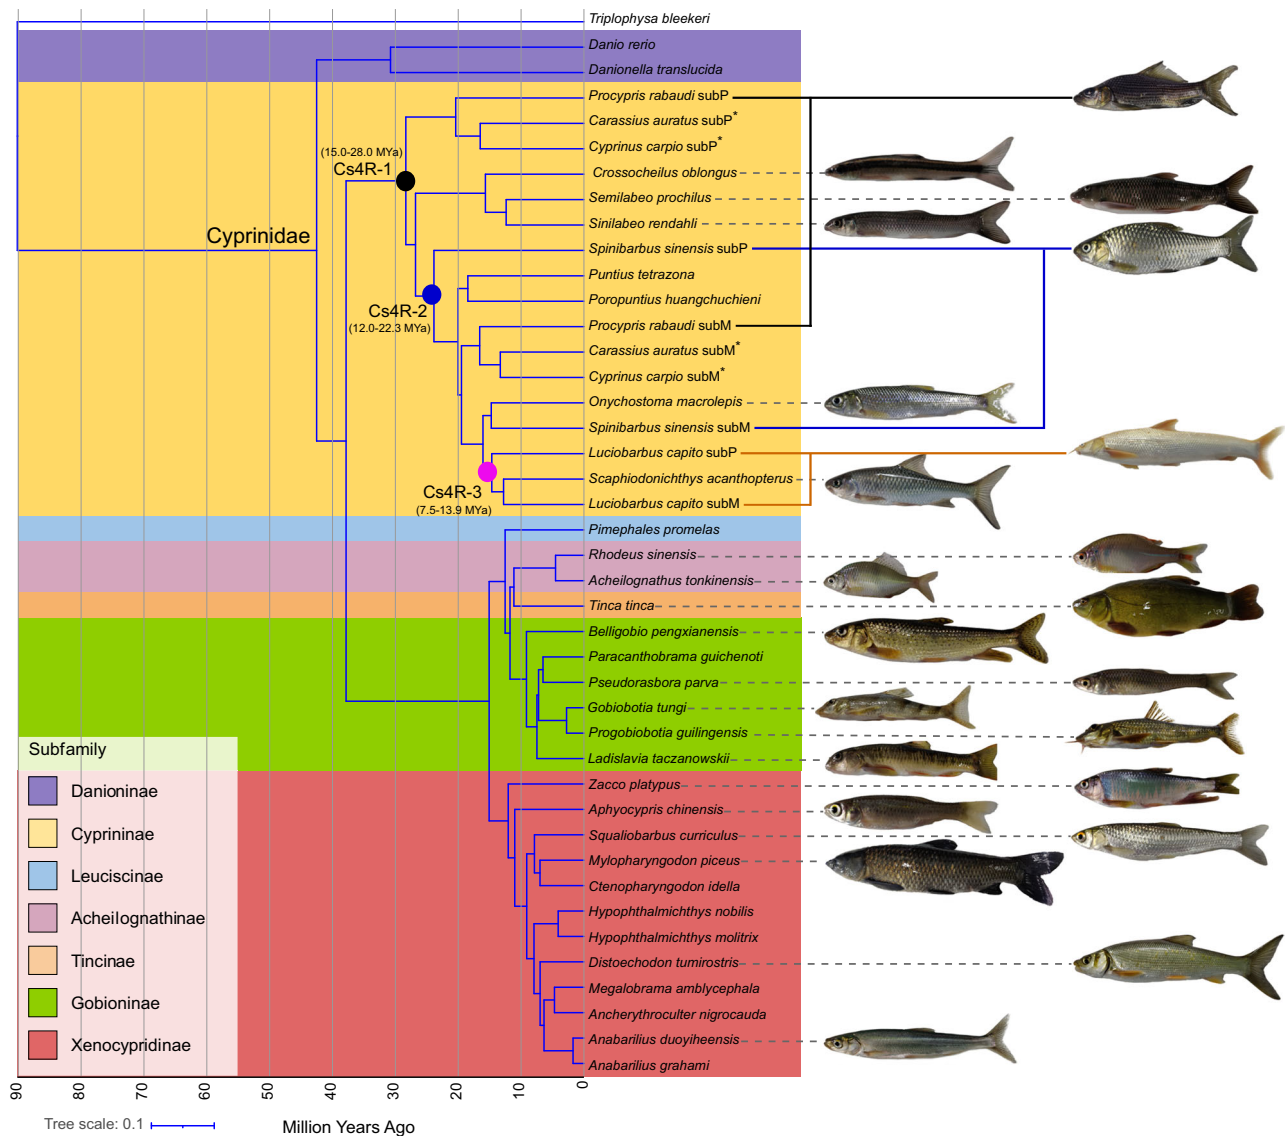 Triplophysa bleekeri
Danio rerio
Danionella translucida
Procypris rabaudi subP
Carassius auratus subP*
Cyprinus carpio subP*
(15.0-28.0 MYa)
Cs4R-1
Crossocheilus oblongus
Semilabeo prochilus
Sinilabeo rendahli
Cyprinidae
Spinibarbus sinensis subP
Puntius tetrazona
Poropuntius huangchuchieni
Cs4R-2
(12.0-22.3 MYa)
Procypris rabaudi subM
Carassius auratus subM*
Cyprinus carpio subM*
Onychostoma macrolepis
Spinibarbus sinensis subM
Luciobarbus capito subP
Scaphiodonichthys acanthopterus
Cs4R-3
(7.5-13.9 MYa)
Luciobarbus capito subM
Pimephales promelas
Rhodeus sinensis
Acheilognathus tonkinensis
Tinca tinca
Belligobio pengxianensis
Paracanthobrama guichenoti
Pseudorasbora parva
Gobiobotia tungi
Progobiobotia guilingensis
Ladislavia taczanowskii
Zacco platypus
Aphyocypris chinensis
Squaliobarbus curriculus
Mylopharyngodon piceus
Ctenopharyngodon idella
Hypophthalmichthys nobilis
Hypophthalmichthys molitrix
Distoechodon tumirostris
Megalobrama amblycephala
Ancherythroculter nigrocauda
Anabarilius duoyiheensis
Anabarilius grahami
Subfamily
Danioninae
Cyprininae
Leuciscinae
Acheilognathinae
Tincinae
Gobioninae
Xenocypridinae
90 80 70 60 50 40 30 20 10 0
Tree scale: 0.1
Million Years Ago